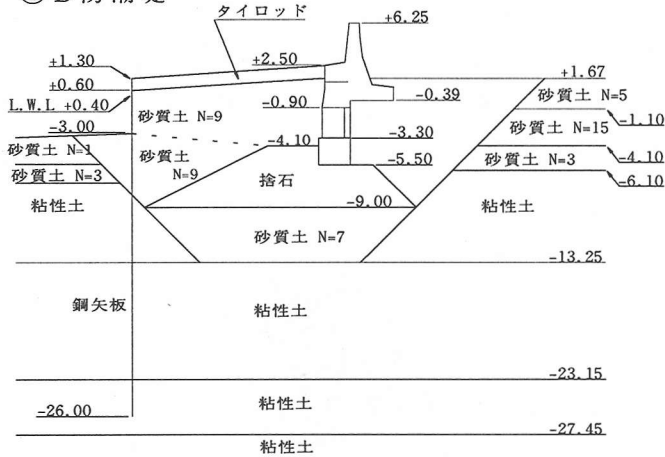 タイロッド
+6.25
+1.30
+2.50
+1.67
+0.60
L.W.L +0.40
-0.39
砂質土 N=5
-0.90
砂質土 N=9
-1.10
-3.00
砂質土 N=15
-3.30
砂質土 N=1
砂質土
N=9
-4.10
-4.10
砂質土 N=3
-5.50
砂質土 N=3
捨石
-6.10
粘性土
-9.00
粘性土
砂質土 N=7
-13.25
鋼矢板
粘性土
-23.15
-26.00
粘性土
-27.45
粘性土